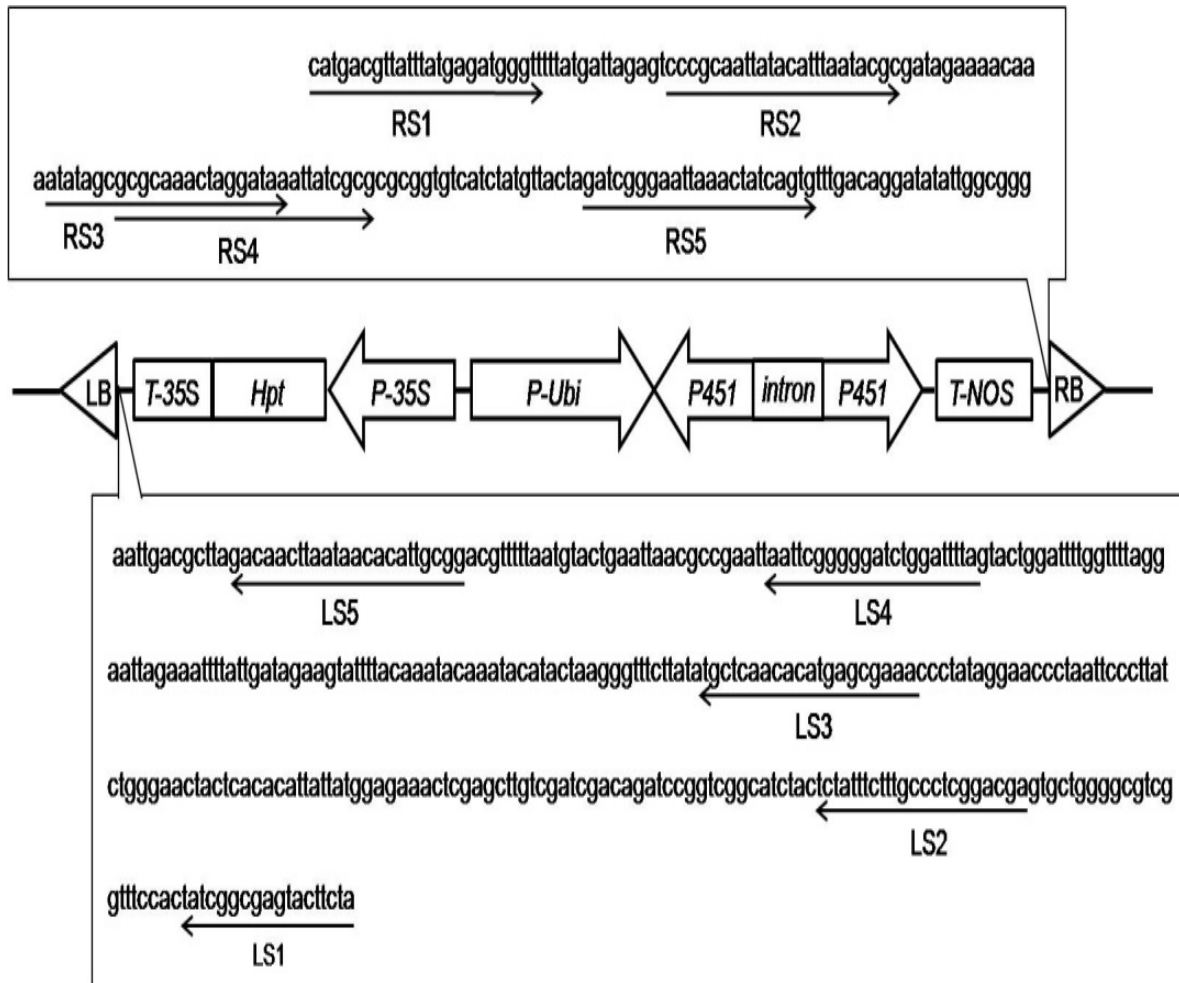 catgacgttatttatgagatgggtttttatgattagagtcccgcaattatacatttaatacgcgatagaaaacaa
RS1 RS2
aatatagcgcgcaaactaggataaattatcgcgcgcggtgtcatctatgttactagatcgggaattaaactatcagtgtttgacaggatatattggcggg
RS3 RS4 RS5
LB T-35S Hpt P-35S P-Ubi P451 intron P451 T-NOS RB
aattgacgcttagacaacttaataacacattgcggacgtttttaatgtactgaattaacgccgaattaattcgggggatctggattttagtactggattttggttttagg
LS5 LS4
aattagaaattttattgatagaagtattttacaaatacaaatacatactaagggtttcttatatgctcaacacatgagcgaaaccctataggaaccctaattcccttat
LS3
ctgggaactactcacacattattatggagaaactcgagcttgtcgatcgacagatccggtcggcatctactctatttctttgccctcggacgagtgctggggcgtcg
LS2
gtttccactatcggcgagtacttcta
LS1